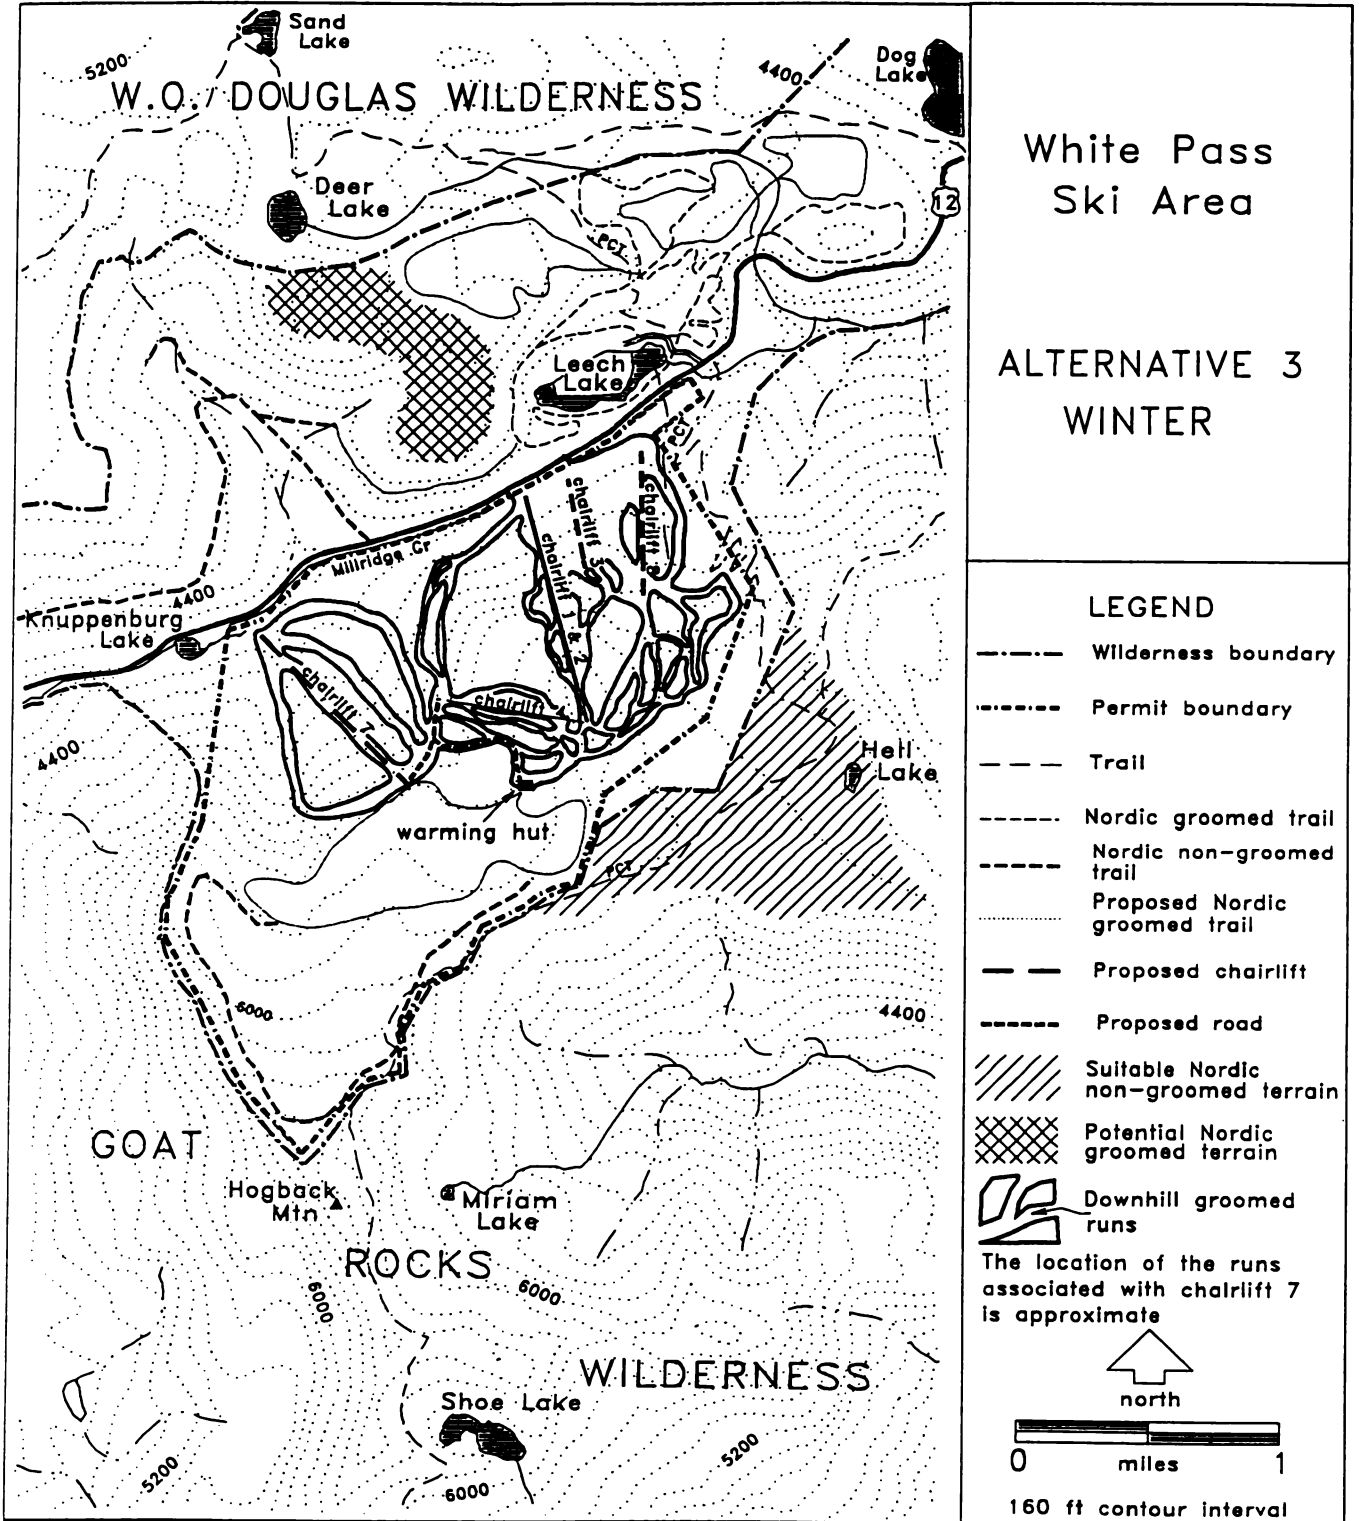 Sand
Lake
5200
W.O. DOUGLAS WILDERNESS
4400
Dog
Lake
Deer
Lake
12
PCT
Leech
Lake
PCT
chairlift 3
chairlift 8
chairlift 1 & 2
Millridge Cr
4400
Knuppenburg
Lake
chairlift 7
chairlift 4
4400
Hell
Lake
warming hut
PCT
6000
4400
GOAT
Hogback
Mtn
Miriam
Lake
ROCKS
6000
6000
WILDERNESS
Shoe Lake
5200
5200
6000
White Pass
Ski Area
ALTERNATIVE 3
WINTER
LEGEND
Wilderness boundary
Permit boundary
Trail
Nordic groomed trail
Nordic non-groomed
trail
Proposed Nordic
groomed trail
Proposed chairlift
Proposed road
Suitable Nordic
non-groomed terrain
Potential Nordic
groomed terrain
Downhill groomed
runs
The location of the runs
associated with chairlift 7
is approximate
north
0 miles 1
160 ft contour interval